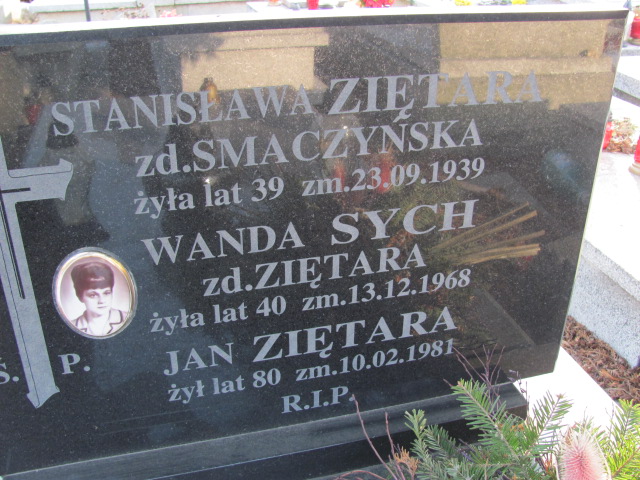 STANISŁAWA ZIĘTARA
zd.SMACZYŃSKA
żyła lat 39 zm.23.09.1939
WANDA SYCH
zd.ZIĘTARA
żyła lat 40 zm.13.12.1968
Ś. P.
JAN ZIĘTARA
żył lat 80 zm.10.02.1981
R.I.P.